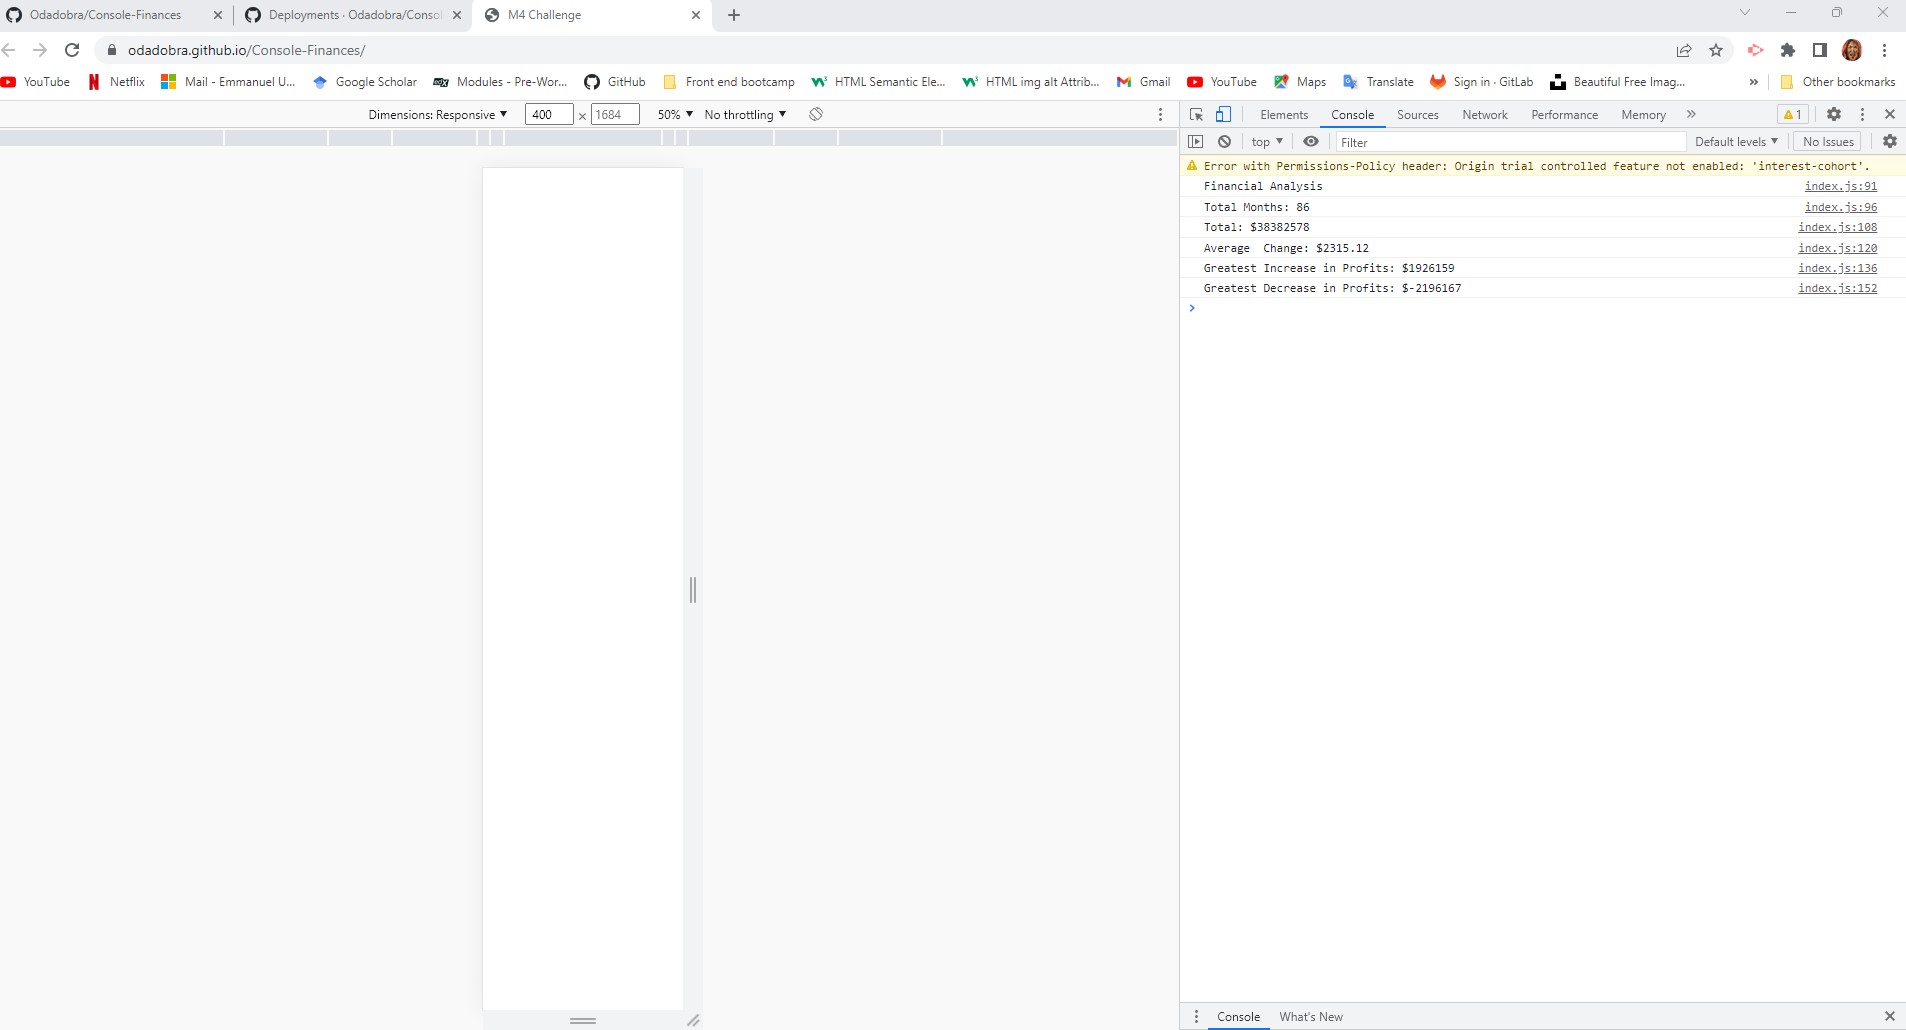 Odadobra/Console-Finances
Deployments · Odadobra/Conso
M4 Challenge
odadobra.github.io/Console-Finances/
YouTube Netflix Mail - Emmanuel U... Google Scholar Modules - Pre-Wor... GitHub Front end bootcamp HTML Semantic Ele... HTML img alt Attrib... Gmail YouTube Maps Translate Sign in · GitLab Beautiful Free Imag... » Other bookmarks
Dimensions: Responsive 400 × 1684 50% No throttling
Elements Console Sources Network Performance Memory » 1
top Filter Default levels No Issues
Error with Permissions-Policy header: Origin trial controlled feature not enabled: 'interest-cohort'.
Financial Analysis index.js:91
Total Months: 86 index.js:96
Total: $38382578 index.js:108
Average  Change: $2315.12 index.js:120
Greatest Increase in Profits: $1926159 index.js:136
Greatest Decrease in Profits: $-2196167 index.js:152
Console What's New